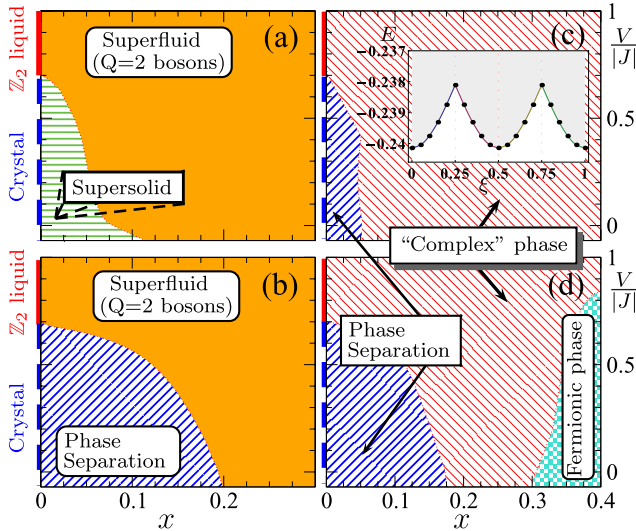 Superfluid
(Q=2 bosons)
(a)
Supersolid
ℤ₂ liquid
Crystal
(c)
E
−0.237
−0.238
−0.239
−0.24
0
0.25
0.5
0.75
1
ξ
1
V
|J|
0.5
0
"Complex" phase
Superfluid
(Q=2 bosons)
(b)
Phase
Separation
ℤ₂ liquid
Crystal
0
0.1
0.2
x
Phase
Separation
(d)
Fermionic phase
1
V
|J|
0.5
0
0
0.1
0.2
0.3
0.4
x